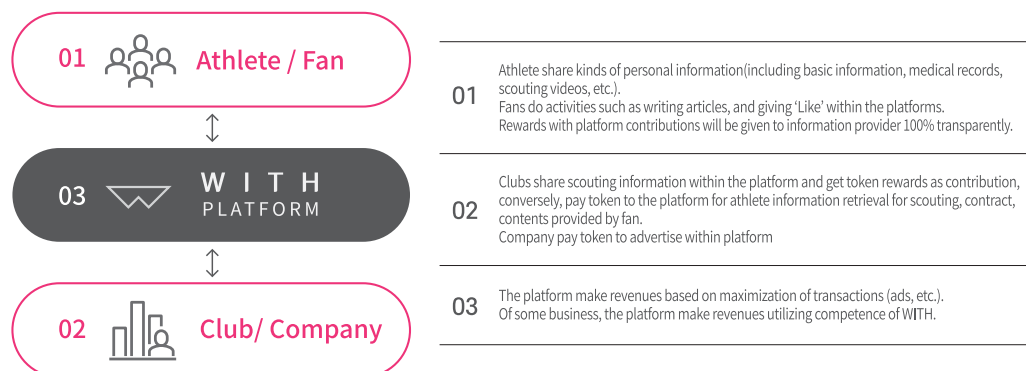 01 Athlete / Fan
03 WITH
PLATFORM
02 Club/ Company
01
Athlete share kinds of personal information(including basic information, medical records,
scouting videos, etc.).
Fans do activities such as writing articles, and giving ‘Like’ within the platforms.
Rewards with platform contributions will be given to information provider 100% transparently.
02
Clubs share scouting information within the platform and get token rewards as contribution,
conversely, pay token to the platform for athlete information retrieval for scouting, contract,
contents provided by fan.
Company pay token to advertise within platform
03
The platform make revenues based on maximization of transactions (ads, etc.).
Of some business, the platform make revenues utilizing competence of WITH.